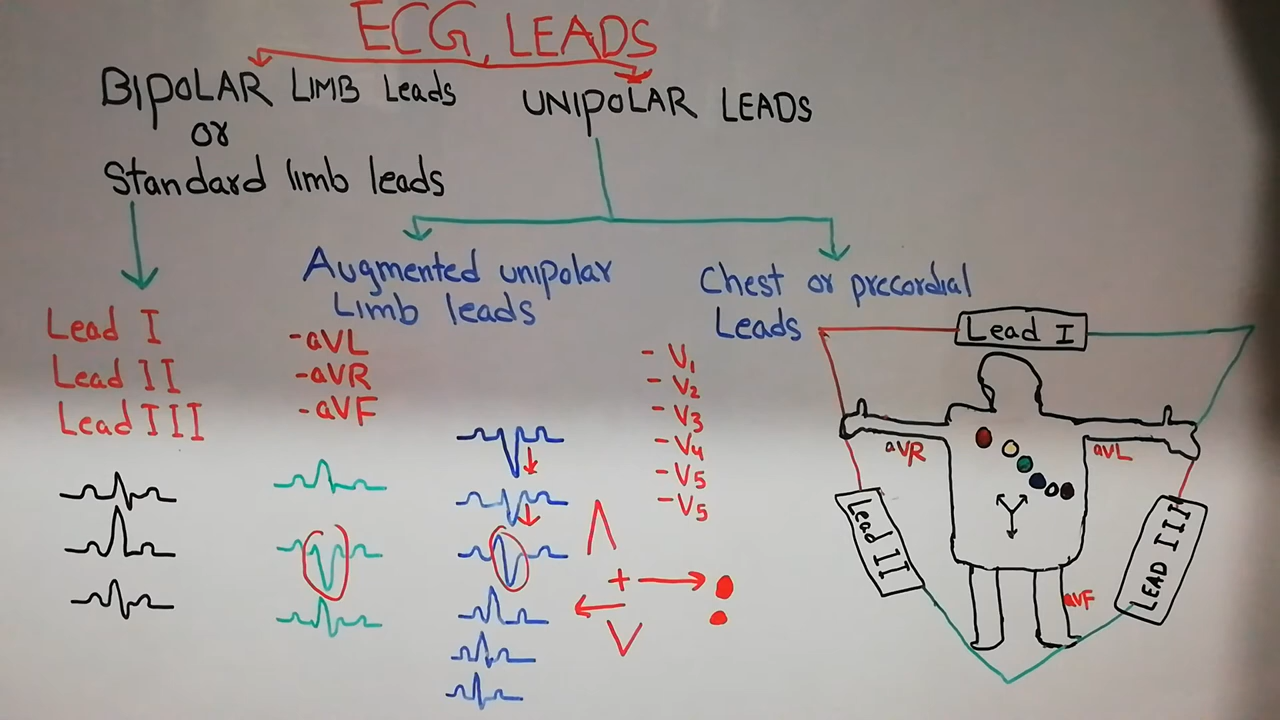 ECG LEADS
BIPOLAR LIMB Leads
or
Standard limb leads
UNIPOLAR LEADS
Augmented unipolar
Limb leads
Chest or precordial
Leads
Lead I
Lead II
Lead III
-aVL
-aVR
-aVF
- V1
- V2
- V3
- V4
- V5
- V5
+
Lead I
aVR
aVL
Lead II
LEAD III
aVF